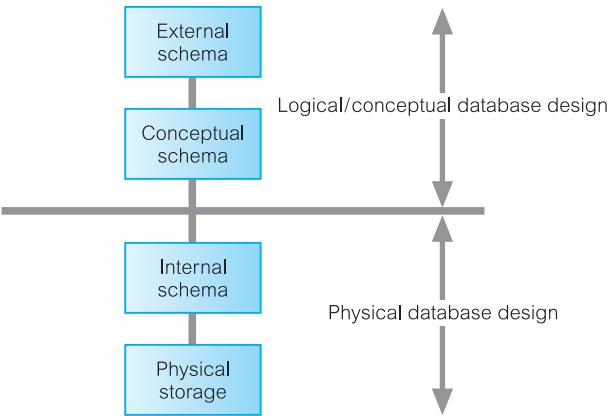 External
schema
Logical/conceptual database design
Conceptual
schema
Internal
schema
Physical database design
Physical
storage